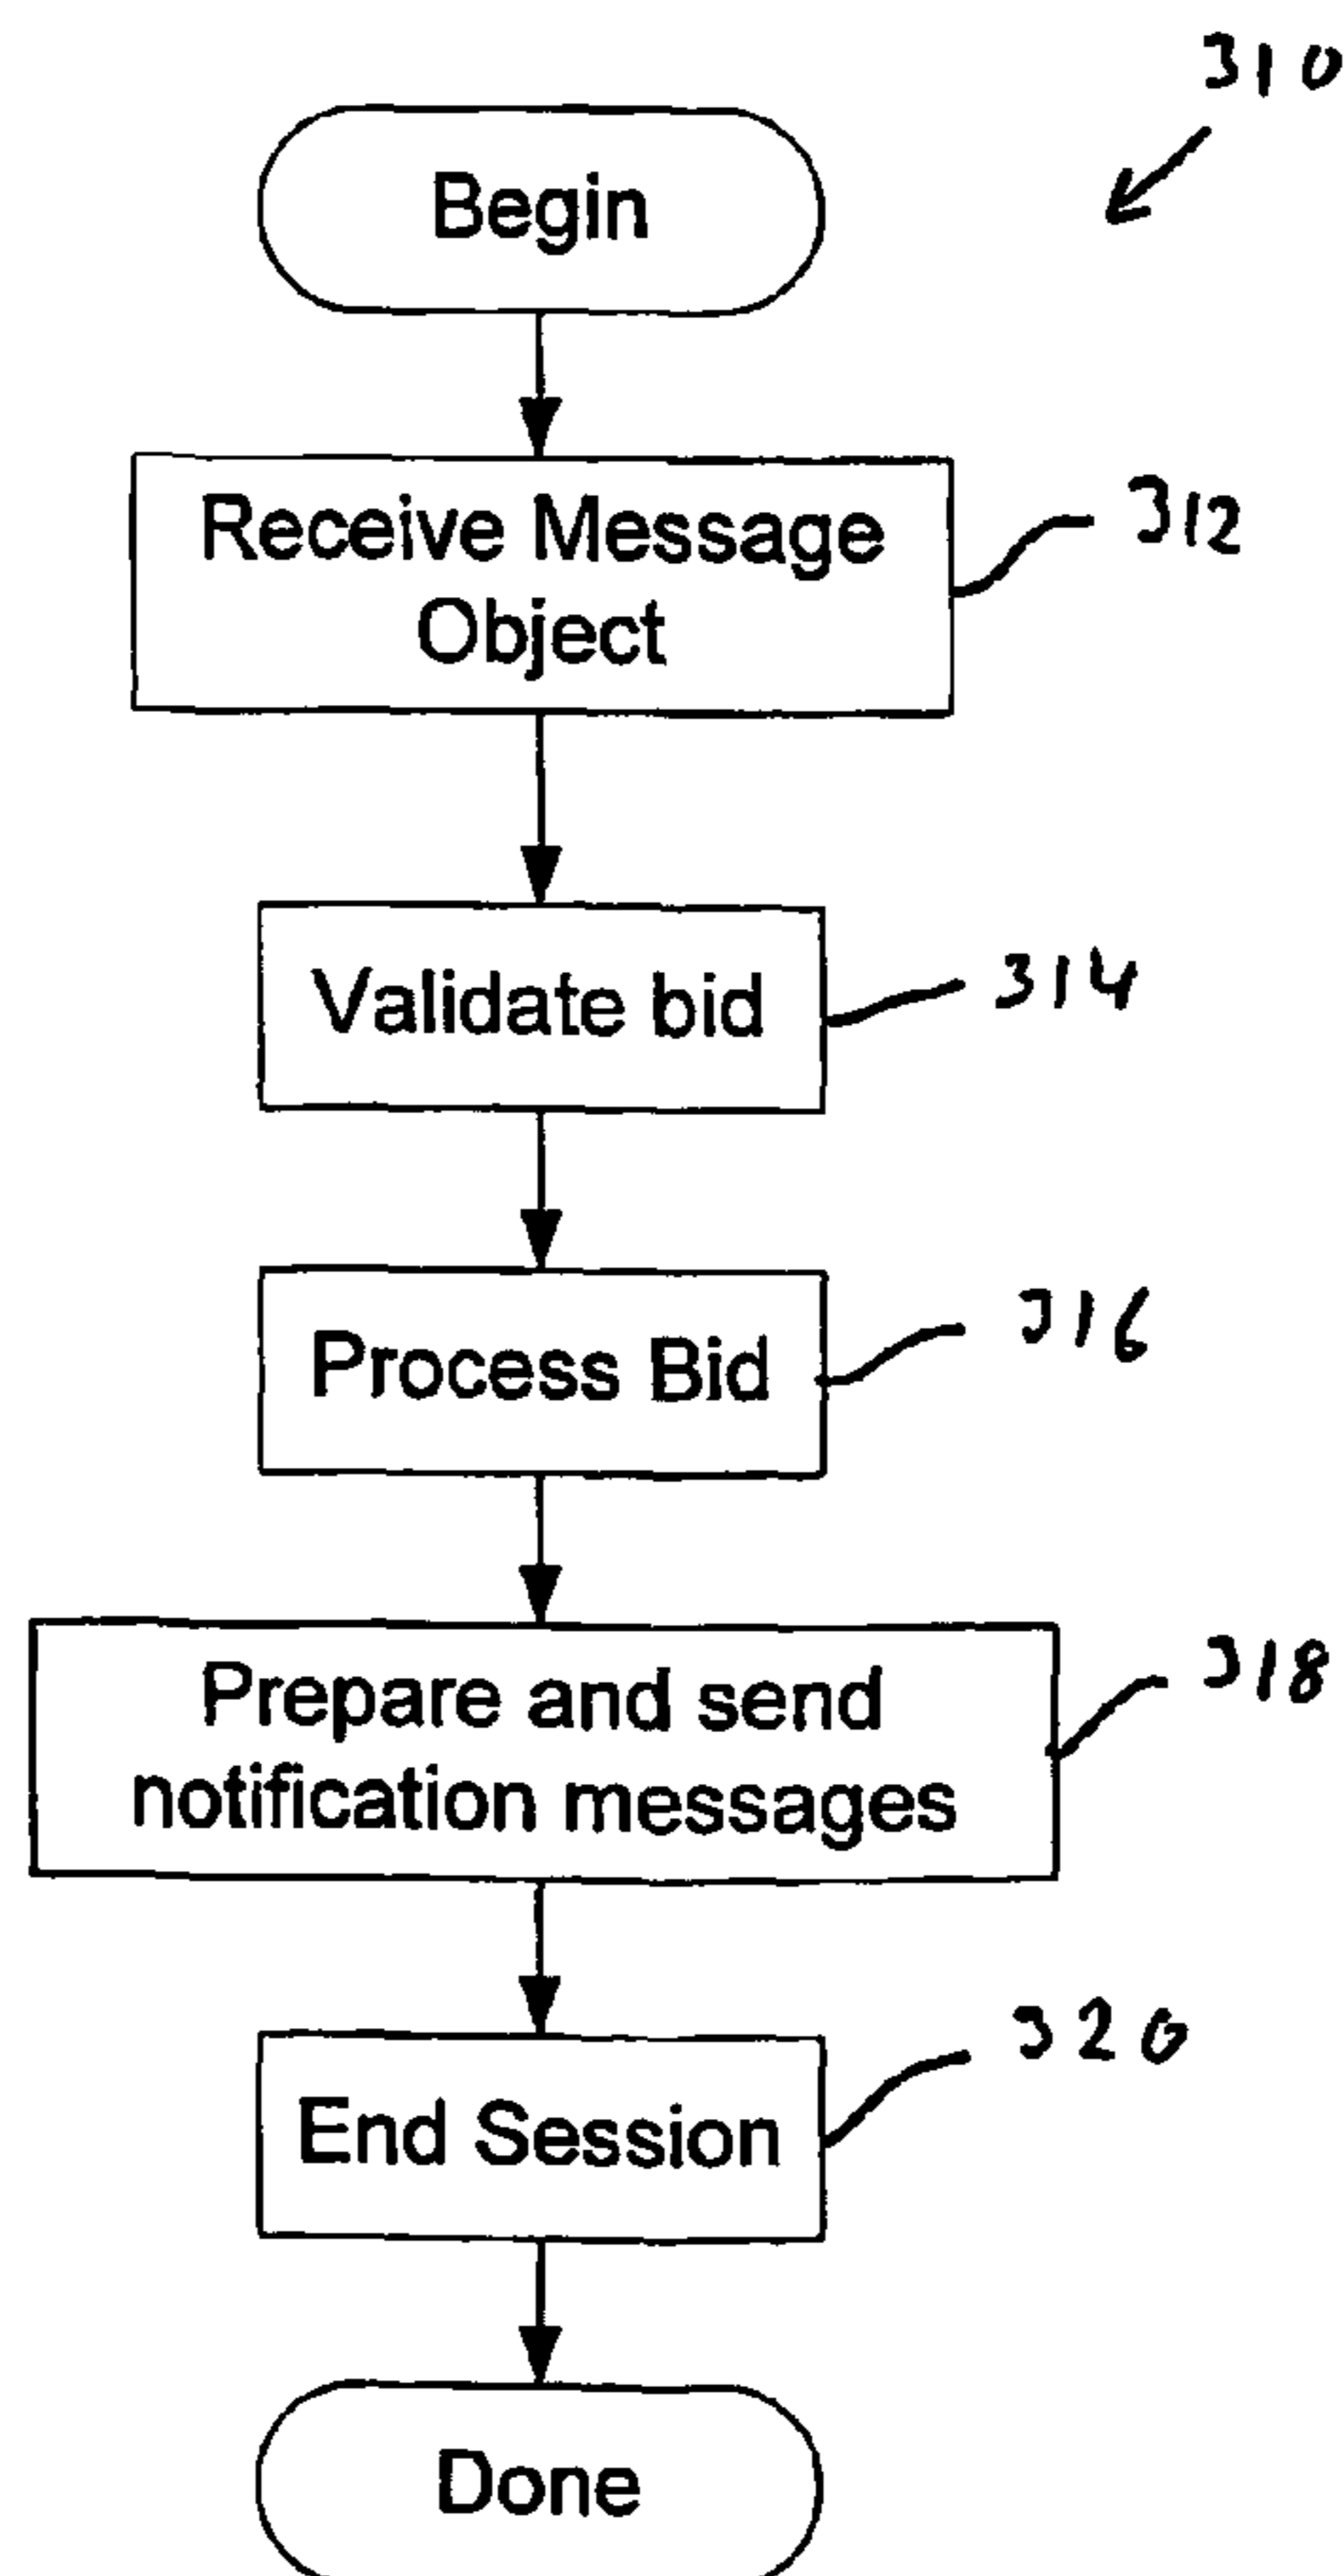 310
Begin
Receive Message
Object
312
Validate bid
314
Process Bid
316
Prepare and send
notification messages
318
End Session
320
Done